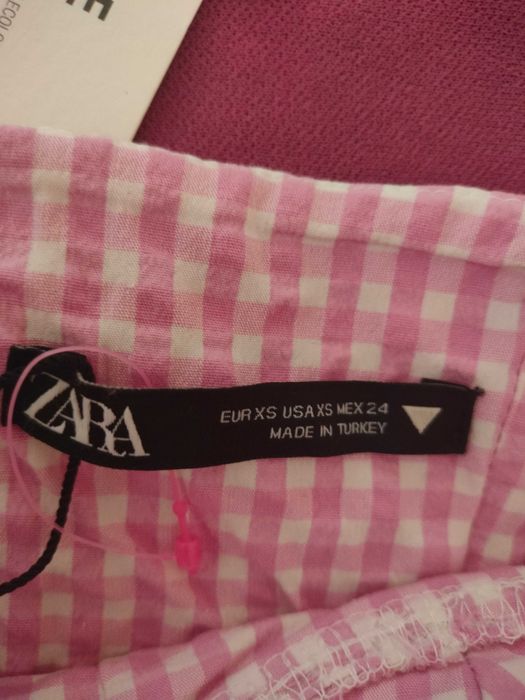 ZARA
EUR XS USA XS MEX 24
MADE IN TURKEY